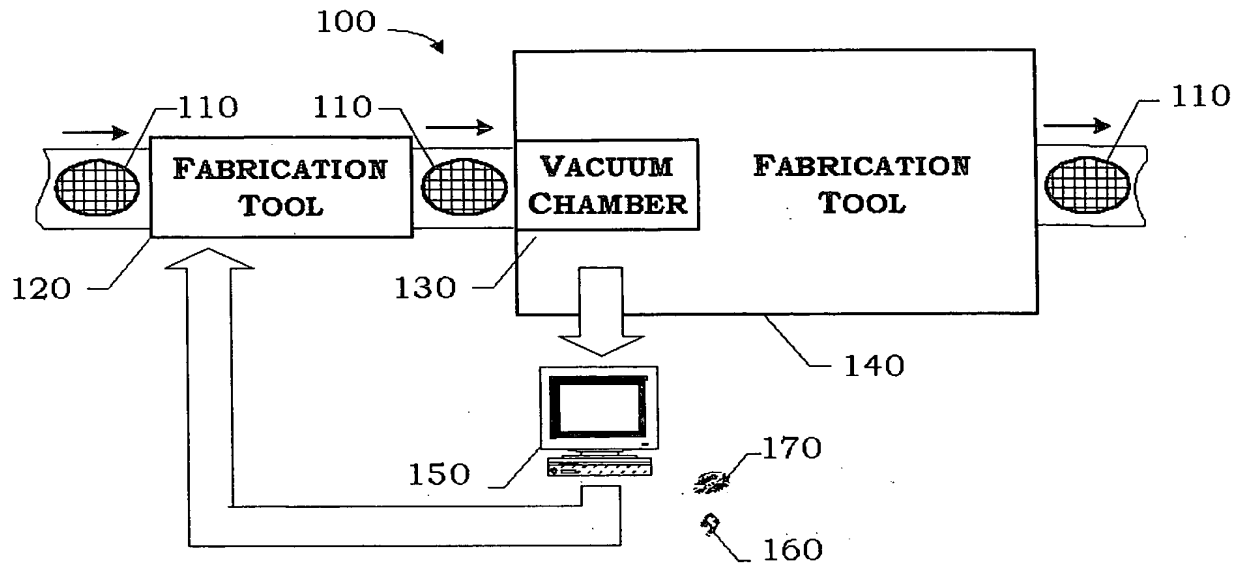 100
110
110
110
FABRICATION
TOOL
VACUUM
CHAMBER
FABRICATION
TOOL
120
130
140
150
170
160